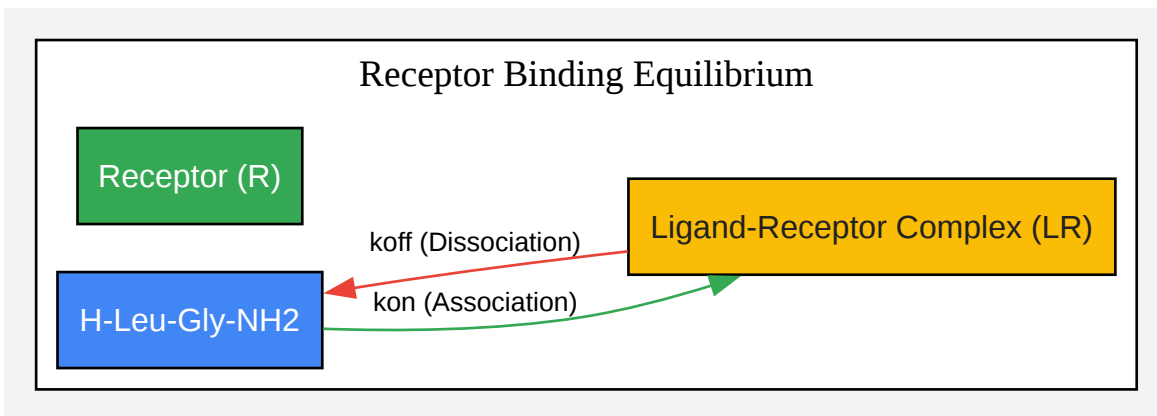 Receptor Binding Equilibrium
Receptor (R)
Ligand-Receptor Complex (LR)
koff (Dissociation)
kon (Association)
H-Leu-Gly-NH2